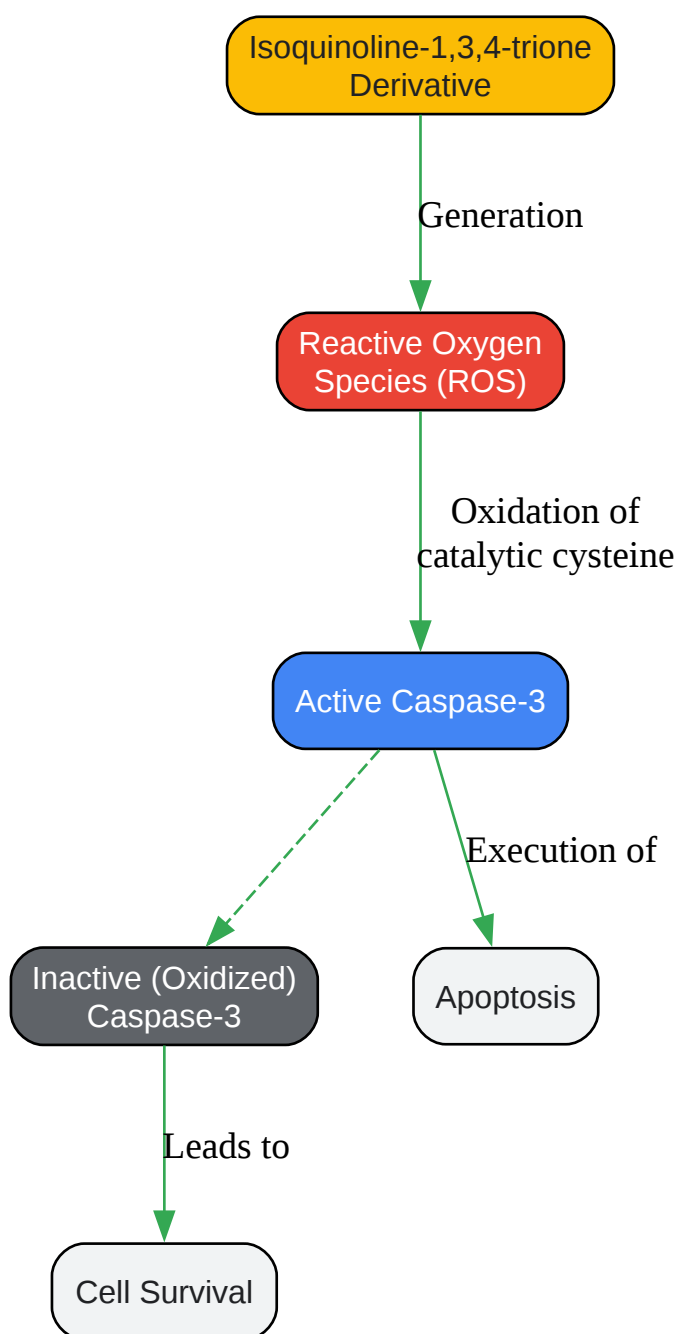 Isoquinoline-1,3,4-trione
Derivative
Generation
Reactive Oxygen
Species (ROS)
Oxidation of
catalytic cysteine
Active Caspase-3
Execution of
Inactive (Oxidized)
Caspase-3
Apoptosis
Leads to
Cell Survival